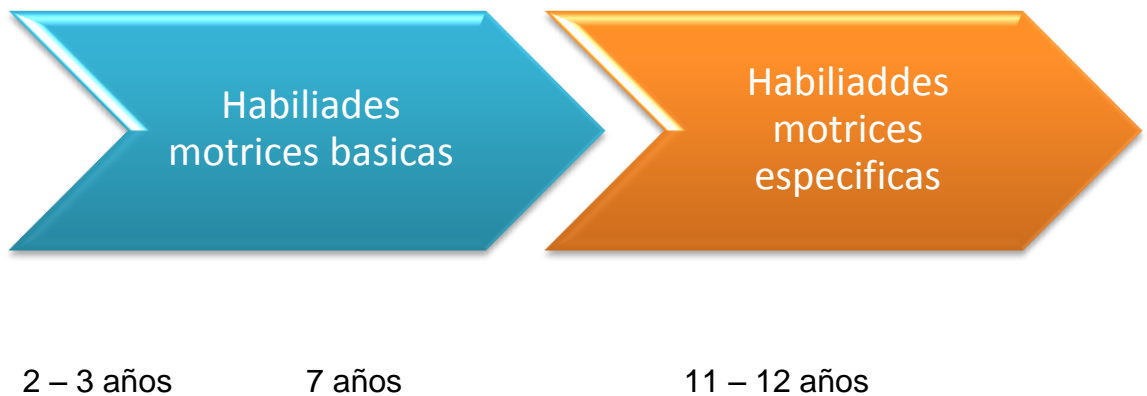 Habiliades
motrices basicas
Habiliaddes
motrices
especificas
2 – 3 años 7 años 11 – 12 años